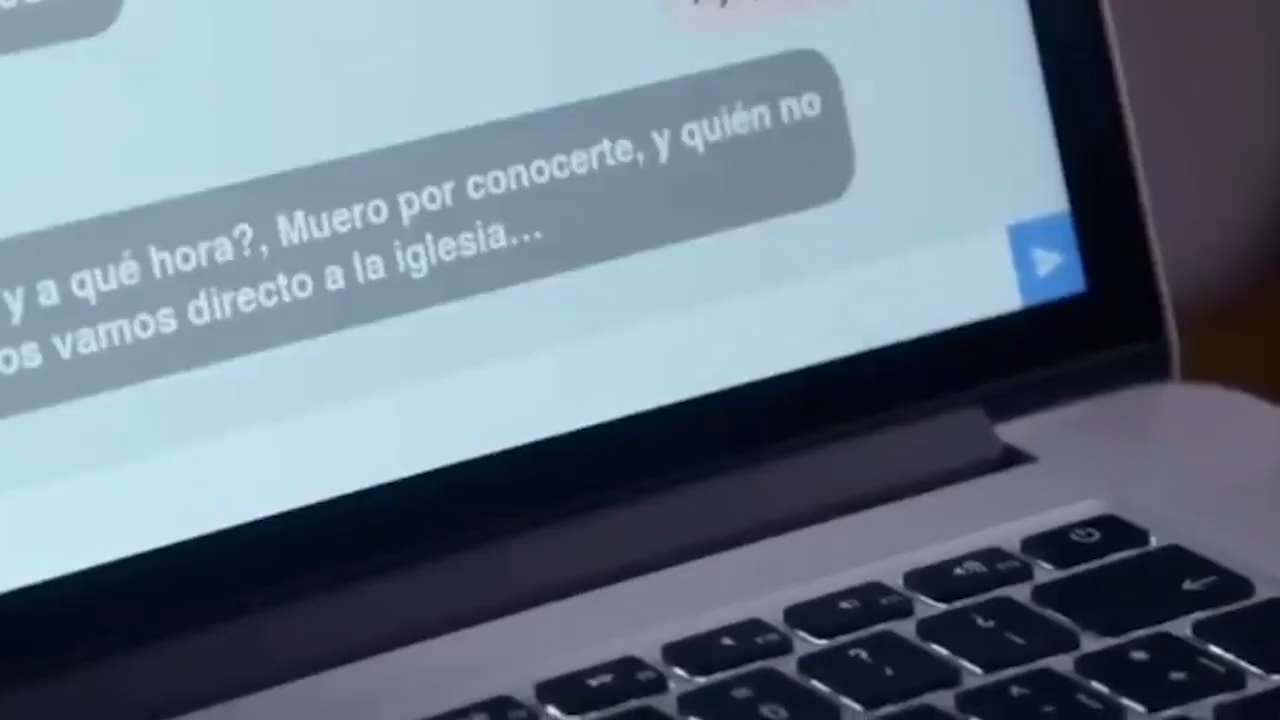 y a qué hora?, Muero por conocerte, y quién no
os vamos directo a la iglesia...